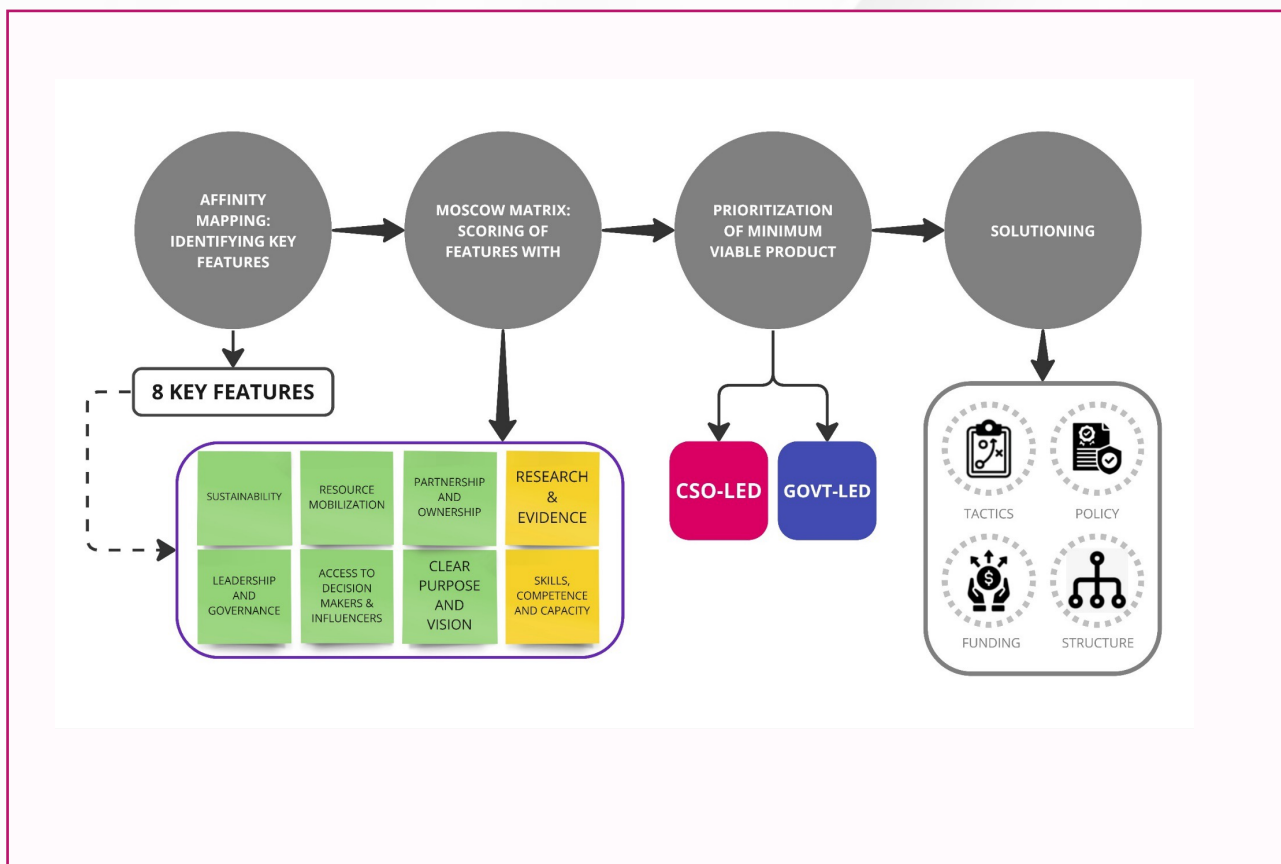 AFFINITY
MAPPING:
IDENTIFYING KEY
FEATURES
MOSCOW MATRIX:
SCORING OF
FEATURES WITH
PRIORITIZATION
OF MINIMUM
VIABLE PRODUCT
SOLUTIONING
8 KEY FEATURES
SUSTAINABILITY
RESOURCE
MOBILIZATION
PARTNERSHIP
AND
OWNERSHIP
RESEARCH
&
EVIDENCE
LEADERSHIP
AND
GOVERNANCE
ACCESS TO
DECISION
MAKERS &
INFLUENCERS
CLEAR
PURPOSE
AND
VISION
SKILLS,
COMPETENCE
AND CAPACITY
CSO-LED
GOVT-LED
TACTICS
POLICY
FUNDING
STRUCTURE